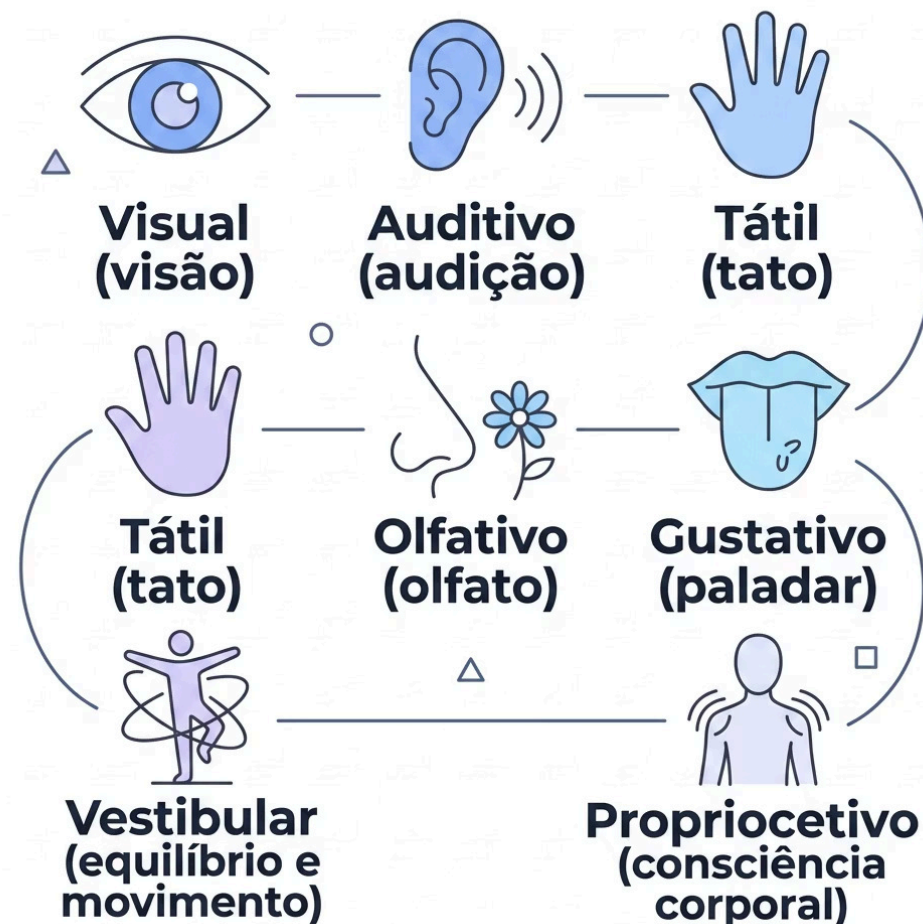 Visual
(visão)
Auditivo
(audição)
Tátil
(tato)
Tátil
(tato)
Olfativo
(olfato)
Gustativo
(paladar)
Vestibular
(equilíbrio e
movimento)
Propriocetivo
(consciência
corporal)